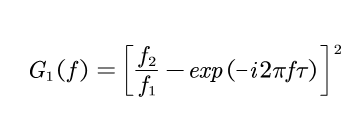 G₁(f) = [f₂/f₁ − exp(−i2πfτ)]²